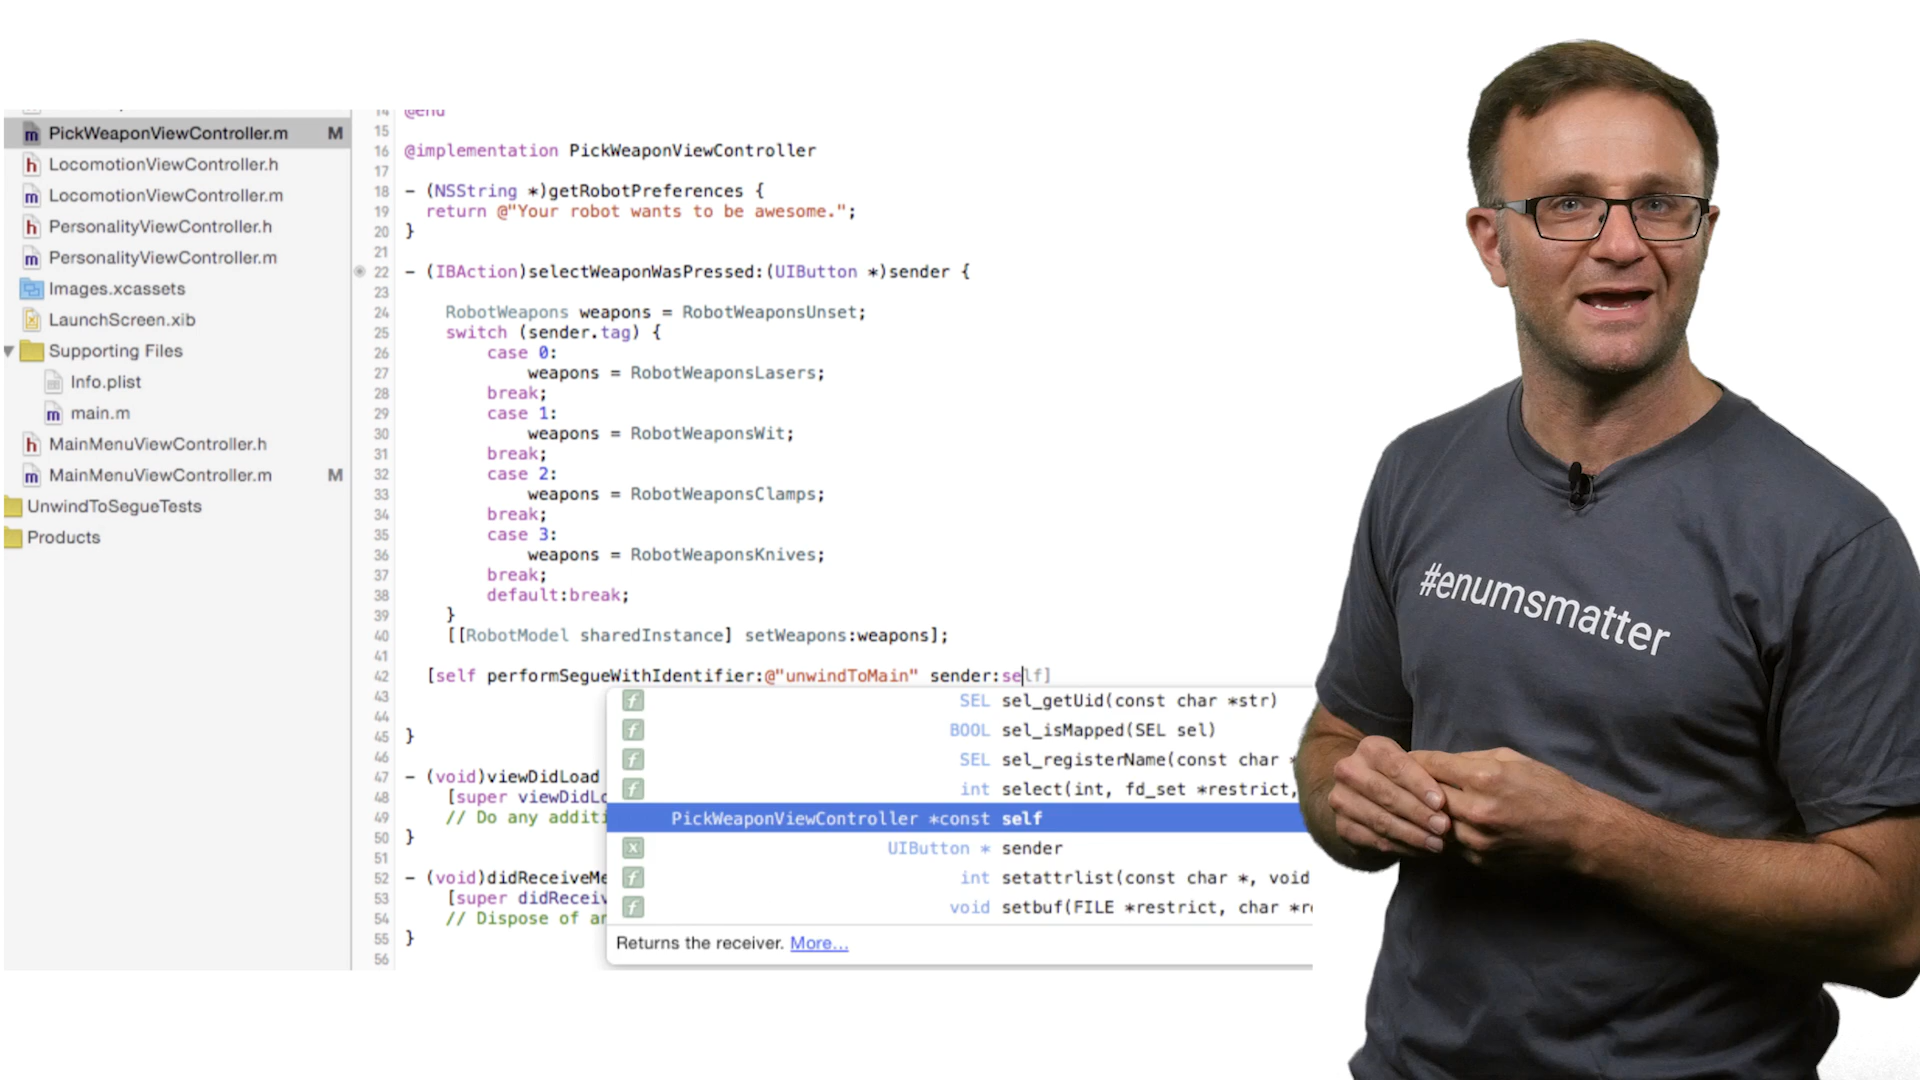 PickWeaponViewController.m M
LocomotionViewController.h
LocomotionViewController.m
PersonalityViewController.h
PersonalityViewController.m
Images.xcassets
LaunchScreen.xib
Supporting Files
Info.plist
main.m
MainMenuViewController.h
MainMenuViewController.m M
UnwindToSegueTests
Products
14 @end
15
16 @implementation PickWeaponViewController
17
18 - (NSString *)getRobotPreferences {
19 return @"Your robot wants to be awesome.";
20 }
21
22 - (IBAction)selectWeaponWasPressed:(UIButton *)sender {
23
24 RobotWeapons weapons = RobotWeaponsUnset;
25 switch (sender.tag) {
26 case 0:
27 weapons = RobotWeaponsLasers;
28 break;
29 case 1:
30 weapons = RobotWeaponsWit;
31 break;
32 case 2:
33 weapons = RobotWeaponsClamps;
34 break;
35 case 3:
36 weapons = RobotWeaponsKnives;
37 break;
38 default:break;
39 }
40 [[RobotModel sharedInstance] setWeapons:weapons];
41
42 [self performSegueWithIdentifier:@"unwindToMain" sender:self]
43
44
45 }
46
47 - (void)viewDidLoad
48 [super viewDidLo
49 // Do any additi
50 }
51
52 - (void)didReceiveMe
53 [super didReceiv
54 // Dispose of an
55 }
56
f SEL sel_getUid(const char *str)
f BOOL sel_isMapped(SEL sel)
f SEL sel_registerName(const char *
f int select(int, fd_set *restrict,
PickWeaponViewController *const self
X UIButton * sender
f int setattrlist(const char *, void
f void setbuf(FILE *restrict, char *re
Returns the receiver. More...
#enumsmatter